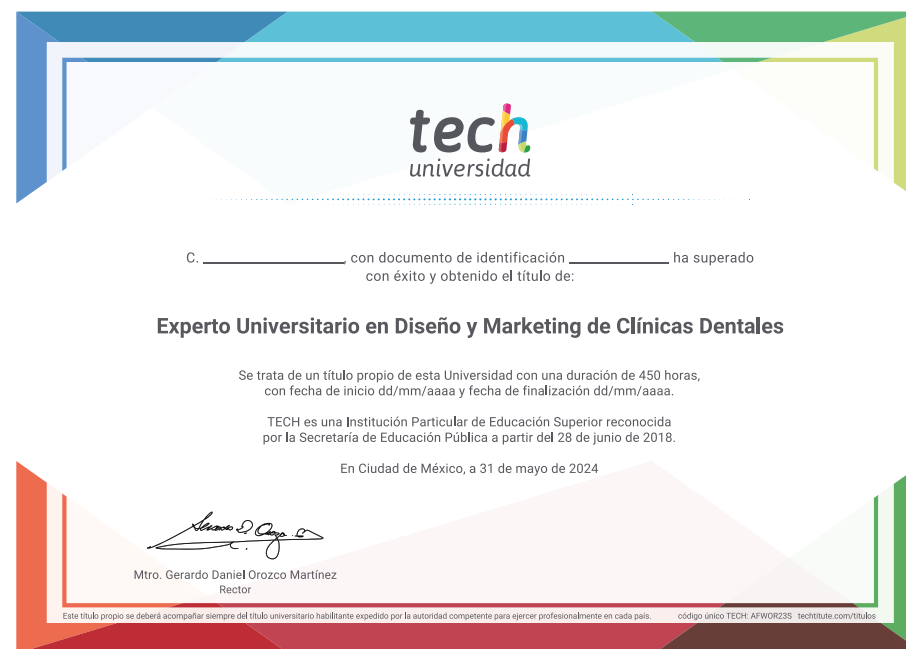 tech
universidad
C. ____________, con documento de identificación ____________ ha superado
con éxito y obtenido el título de:
Experto Universitario en Diseño y Marketing de Clínicas Dentales
Se trata de un título propio de esta Universidad con una duración de 450 horas,
con fecha de inicio dd/mm/aaaa y fecha de finalización dd/mm/aaaa.
TECH es una Institución Particular de Educación Superior reconocida
por la Secretaría de Educación Pública a partir del 28 de junio de 2018.
En Ciudad de México, a 31 de mayo de 2024
Mtro. Gerardo Daniel Orozco Martínez
Rector
Este título propio se deberá acompañar siempre del título universitario habilitante expedido por la autoridad competente para ejercer profesionalmente en cada país. código único TECH: AFWOR23S techtitute.com/titulos